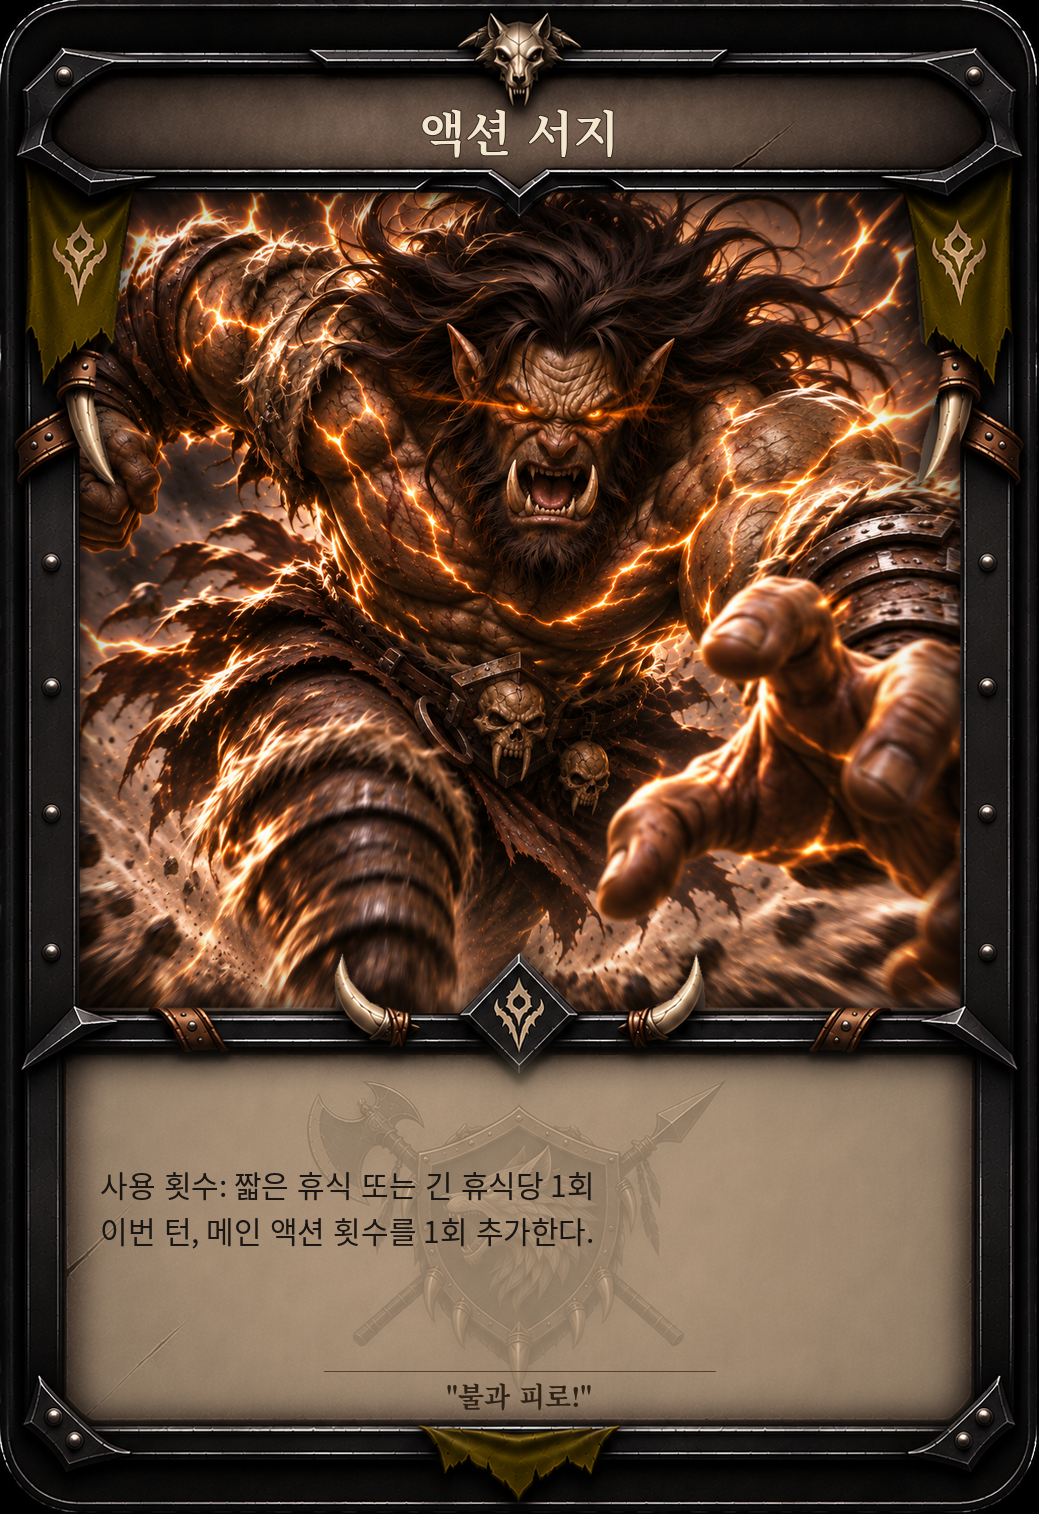 액션 서지
사용 횟수: 짧은 휴식 또는 긴 휴식당 1회
이번 턴, 메인 액션 횟수를 1회 추가한다.
"불과 피로!"